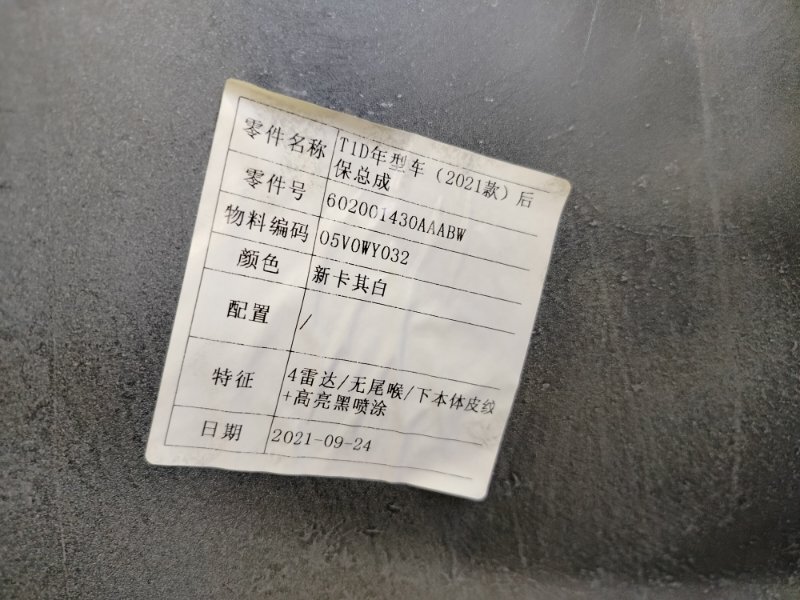 零件名称 T1D年型车（2021款）后
保总成
零件号 602001430AAABW
物料编码 05V0WY032
颜色 新卡其白
配置 /
特征 4雷达/无尾喉/下本体皮纹
+高亮黑喷涂
日期 2021-09-24